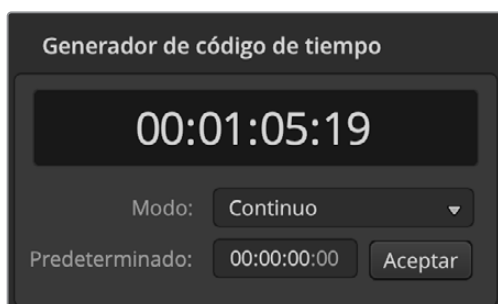 Generador de código de tiempo
00:01:05:19
Modo: Continuo
Predeterminado: 00:00:00:00 Aceptar